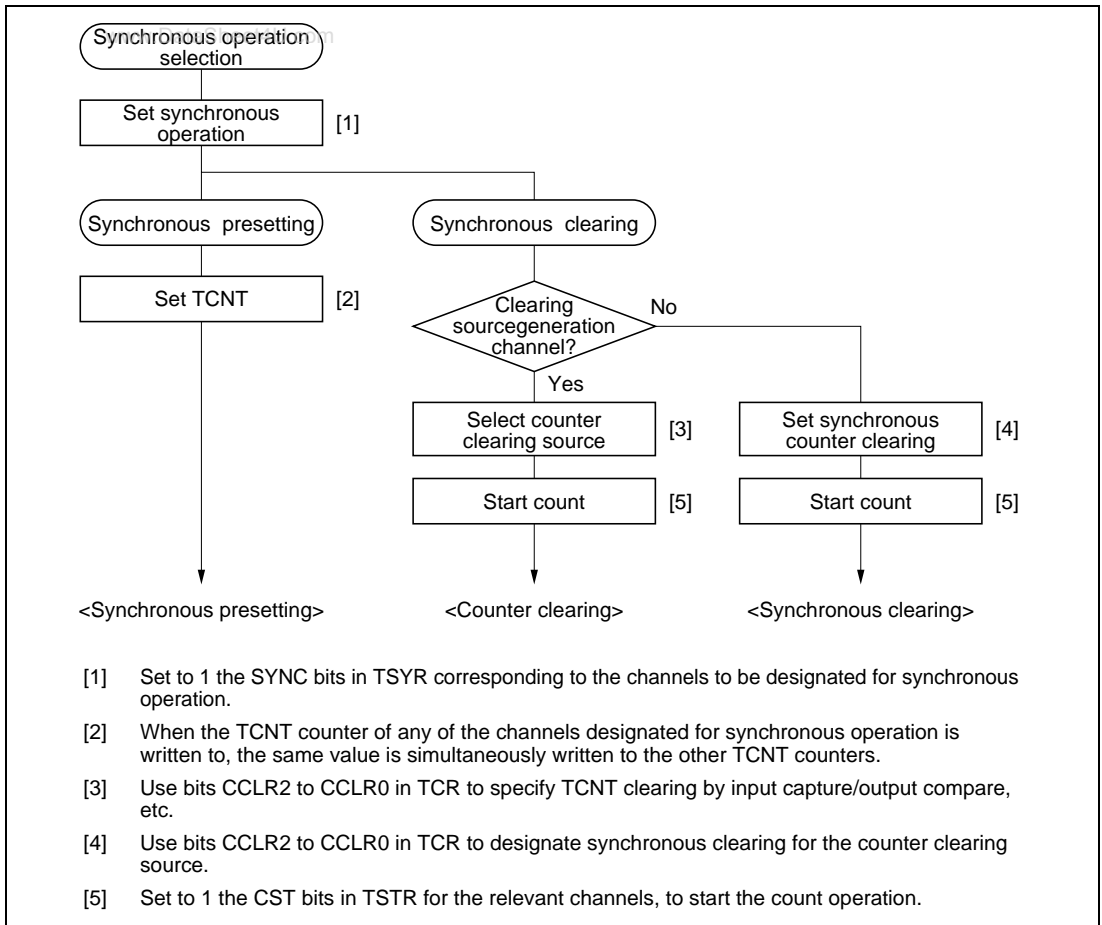 www.DataSheet4U.com
Synchronous operation
selection
Set synchronous
operation
[1]
Synchronous presetting
Synchronous clearing
Set TCNT
[2]
Clearing
sourcegeneration
channel?
No
Yes
Select counter
clearing source
[3]
Set synchronous
counter clearing
[4]
Start count
[5]
Start count
[5]
<Synchronous presetting>
<Counter clearing>
<Synchronous clearing>
[1] Set to 1 the SYNC bits in TSYR corresponding to the channels to be designated for synchronous
operation.
[2] When the TCNT counter of any of the channels designated for synchronous operation is
written to, the same value is simultaneously written to the other TCNT counters.
[3] Use bits CCLR2 to CCLR0 in TCR to specify TCNT clearing by input capture/output compare,
etc.
[4] Use bits CCLR2 to CCLR0 in TCR to designate synchronous clearing for the counter clearing
source.
[5] Set to 1 the CST bits in TSTR for the relevant channels, to start the count operation.